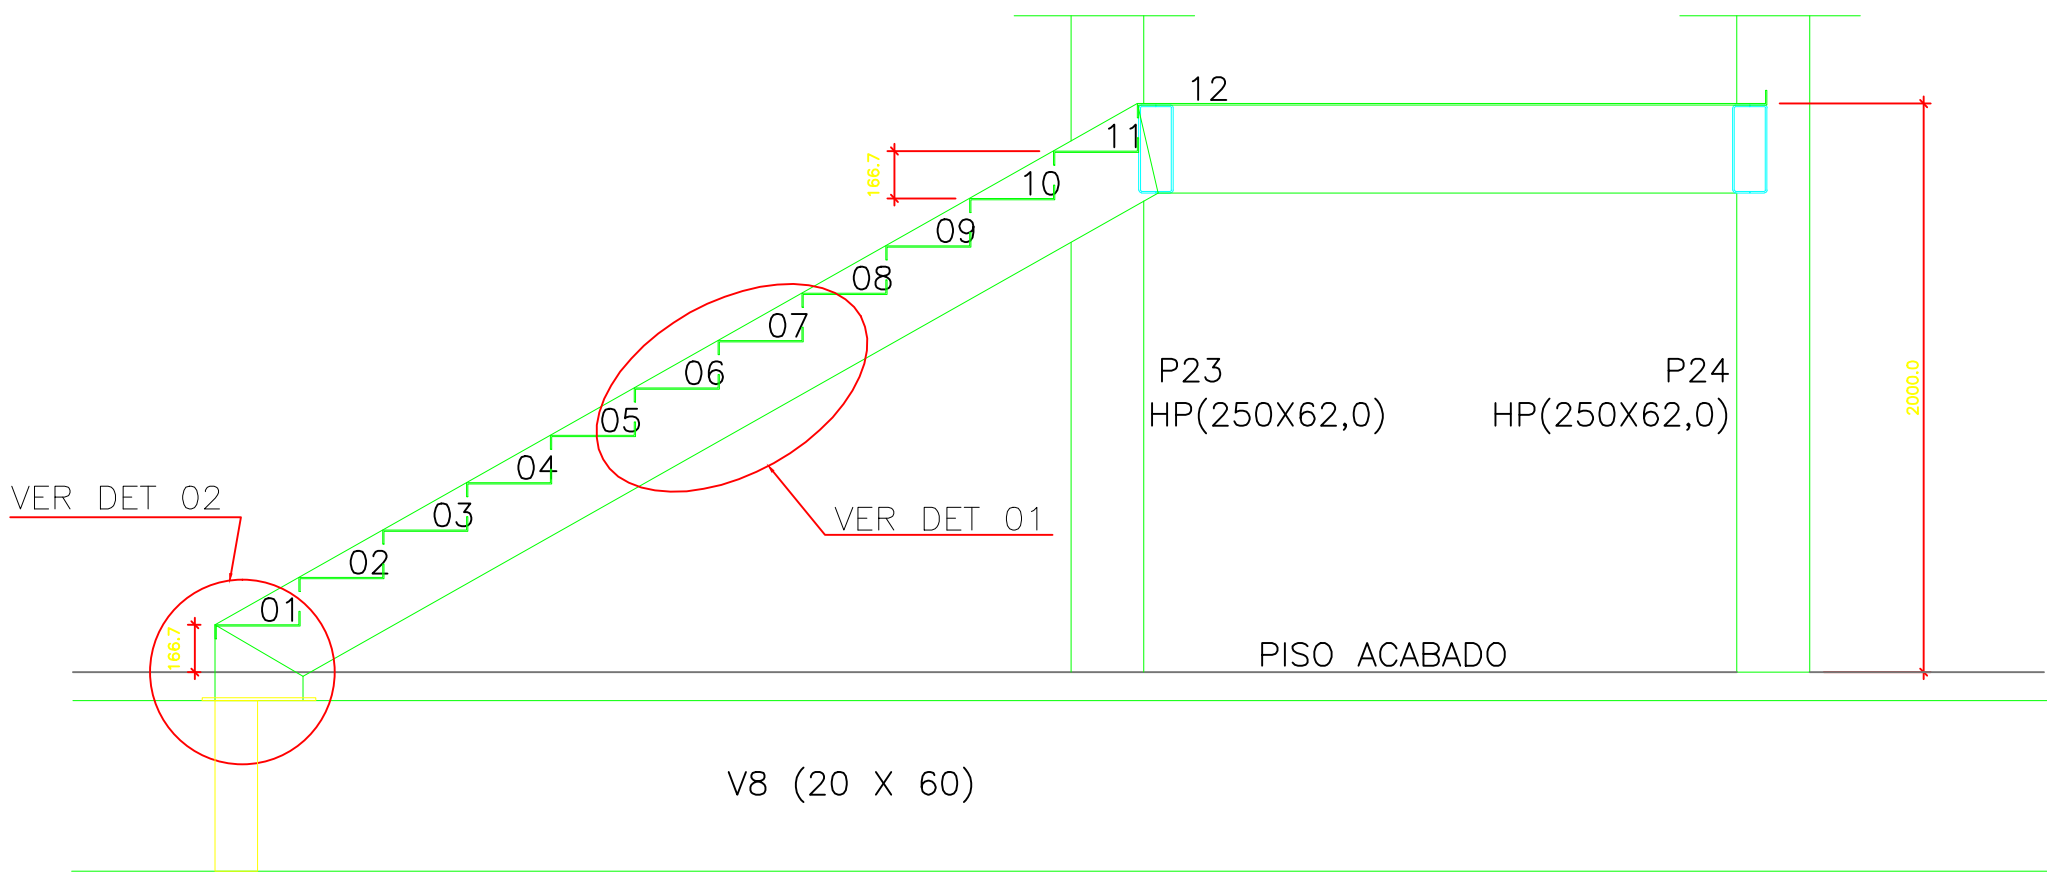 12
11
166.7
10
09
08
07
06
05
04
03
02
01
166.7
P23
HP(250X62,0)
P24
HP(250X62,0)
2000.0
VER DET 02
VER DET 01
PISO ACABADO
V8 (20 X 60)